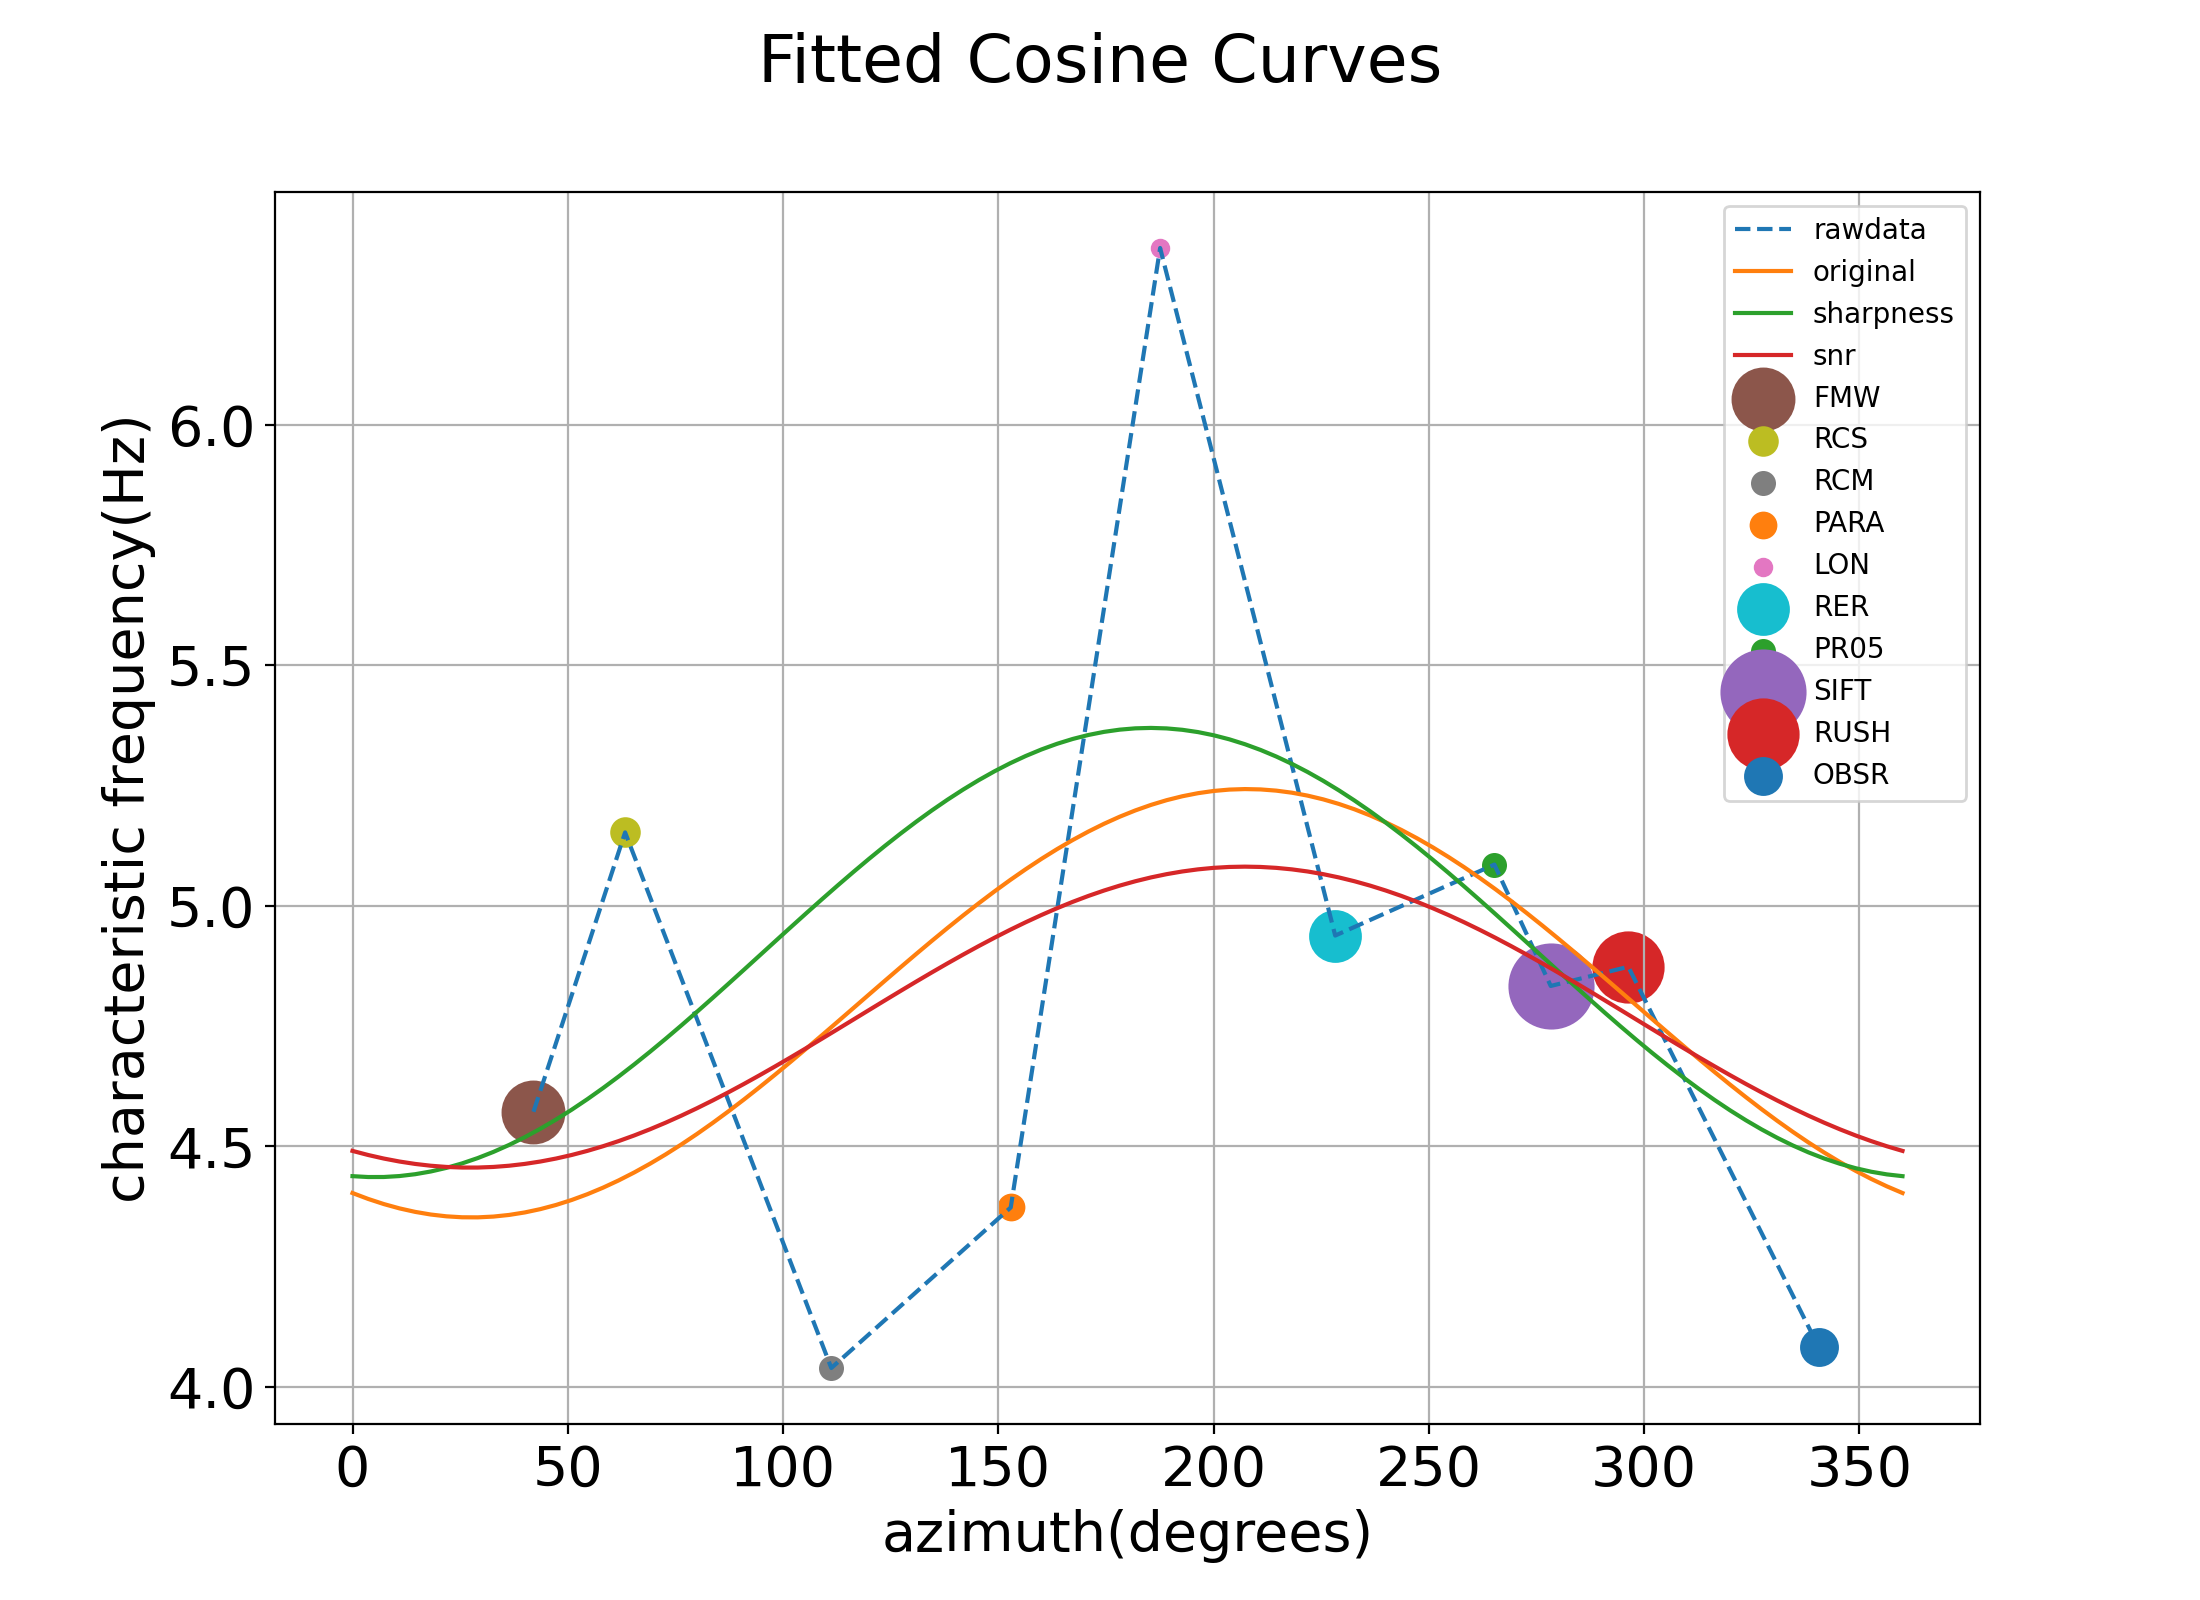 Fitted Cosine Curves
rawdata
original
sharpness
snr
FMW
RCS
RCM
PARA
LON
RER
PR05
SIFT
RUSH
OBSR
characteristic frequency(Hz)
6.0
5.5
5.0
4.5
4.0
0 50 100 150 200 250 300 350
azimuth(degrees)